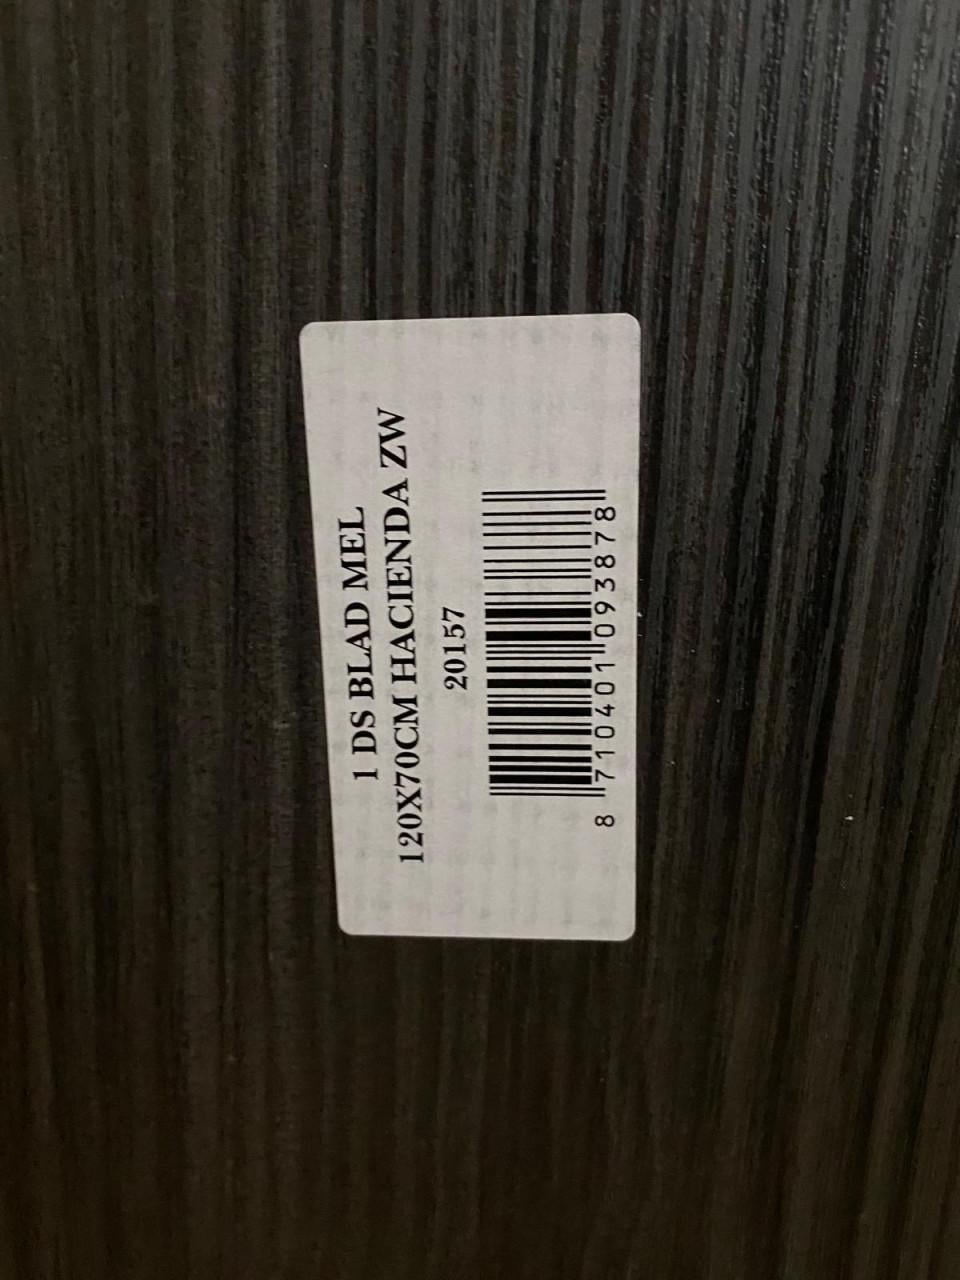 1 DS BLAD MEL
120X70CM HACIENDA ZW
20157
8 710401 093878